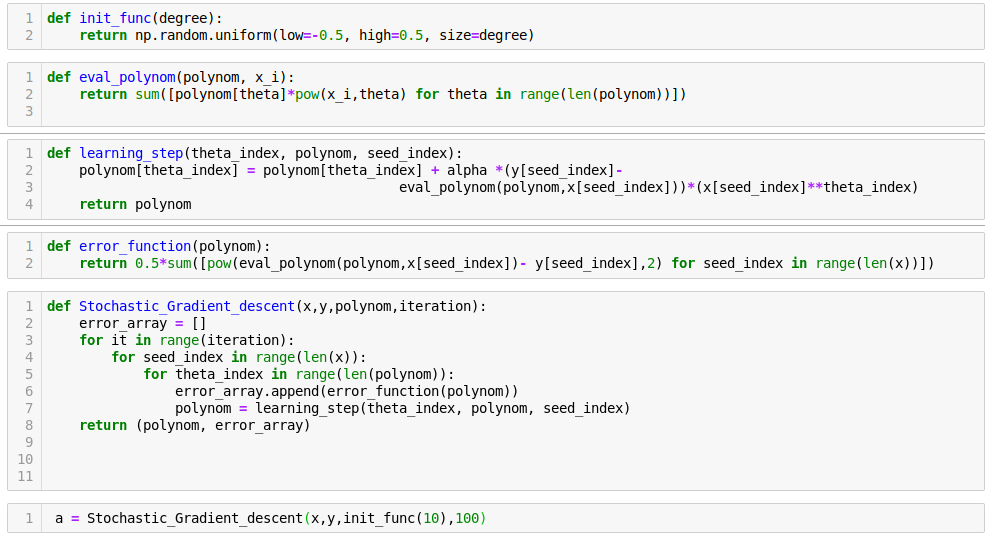 1 def init_func(degree):
2     return np.random.uniform(low=-0.5, high=0.5, size=degree)
1 def eval_polynom(polynom, x_i):
2     return sum([polynom[theta]*pow(x_i,theta) for theta in range(len(polynom))])
3
1 def learning_step(theta_index, polynom, seed_index):
2     polynom[theta_index] = polynom[theta_index] + alpha *(y[seed_index]-
3                                             eval_polynom(polynom,x[seed_index]))*(x[seed_index]**theta_index)
4     return polynom
1 def error_function(polynom):
2     return 0.5*sum([pow(eval_polynom(polynom,x[seed_index])- y[seed_index],2) for seed_index in range(len(x))])
1 def Stochastic_Gradient_descent(x,y,polynom,iteration):
2     error_array = []
3     for it in range(iteration):
4         for seed_index in range(len(x)):
5             for theta_index in range(len(polynom)):
6                 error_array.append(error_function(polynom))
7                 polynom = learning_step(theta_index, polynom, seed_index)
8     return (polynom, error_array)
9
10
11
1  a = Stochastic_Gradient_descent(x,y,init_func(10),100)